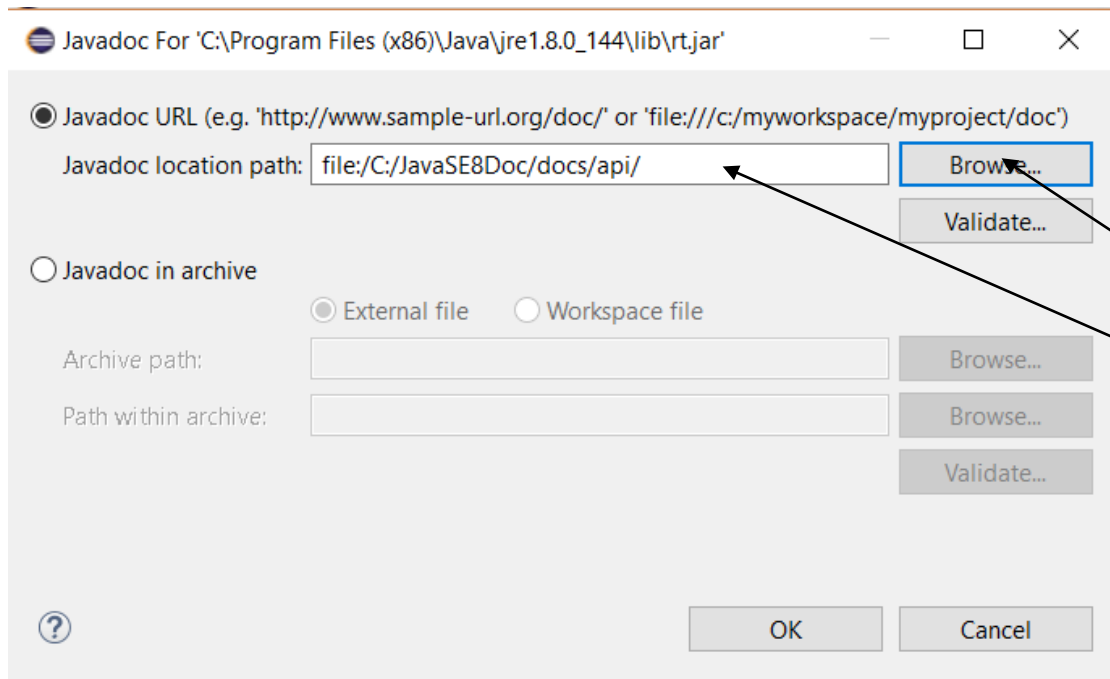 Javadoc For 'C:\Program Files (x86)\Java\jre1.8.0_144\lib\rt.jar'
Javadoc URL (e.g. 'http://www.sample-url.org/doc/' or 'file:///c:/myworkspace/myproject/doc')
Javadoc location path: file:/C:/JavaSE8Doc/docs/api/ Browse...
Validate...
Javadoc in archive
External file Workspace file
Archive path: Browse...
Path within archive: Browse...
Validate...
? OK Cancel